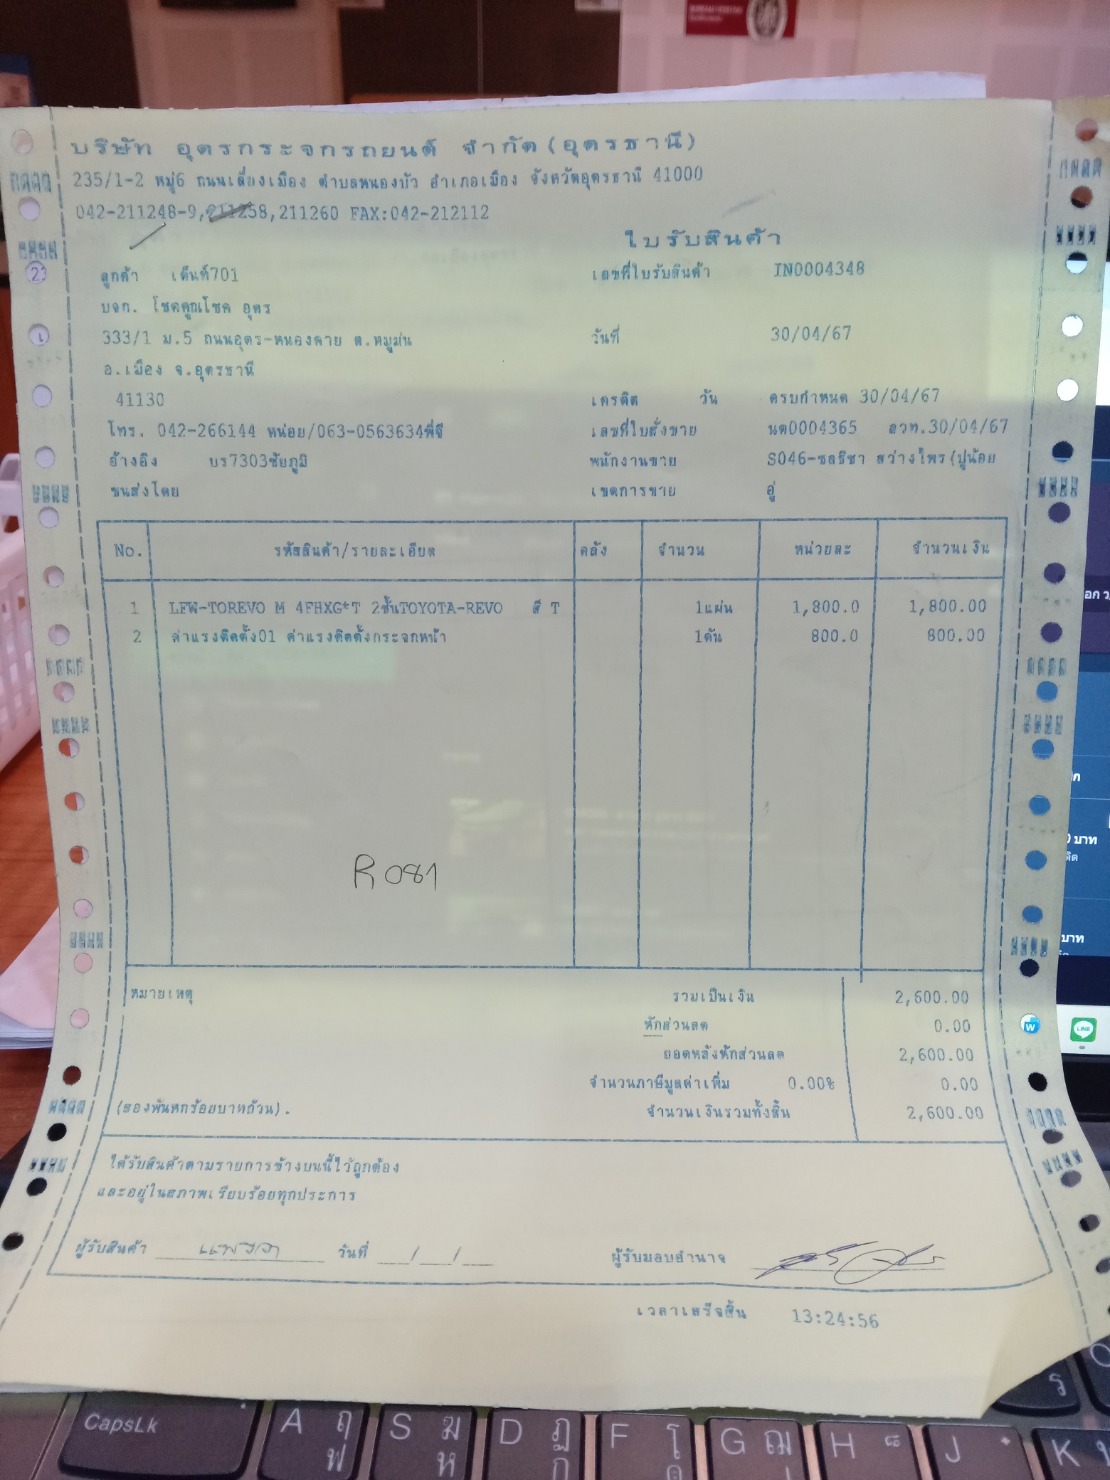 บริษัท อุดรกระจกรถยนต์ จำกัด(อุดรธานี)
235/1-2 หมู่6 ถนนเลี่ยงเมือง ตำบลหนองบัว อำเภอเมือง จังหวัดอุดรธานี 41000
042-211248-9,211258,211260 FAX:042-212112
ใบรับสินค้า
ลูกค้า เต็นท์701 เลขที่ใบรับสินค้า IN0004348
บจก. โชคคูณโชค อุดร
333/1 ม.5 ถนนอุดร-หนองคาย ต.หมูม่น วันที่ 30/04/67
อ.เมือง จ.อุดรธานี
41130 เครดิต วัน ครบกำหนด 30/04/67
โทร. 042-266144 หน่อย/063-0563634พี่จี เลขที่ใบสั่งขาย นต0004365 ลวท.30/04/67
อ้างอิง บร7303ชัยภูมิ พนักงานขาย S046-ชลริชา สว่างไพร(ปูน้อย
ขนส่งโดย เขตการขาย อู่
No. รหัสสินค้า/รายละเอียด คลัง จำนวน หน่วยละ จำนวนเงิน
1 LFW-TOREVO M 4FHXG*T 2ชั้นTOYOTA-REVO สี T 1แผ่น 1,800.0 1,800.00
2 ค่าแรงติดตั้ง01 ค่าแรงติดตั้งกระจกหน้า 1คัน 800.0 800.00
R081
หมายเหตุ รวมเป็นเงิน 2,600.00
หักส่วนลด 0.00
ยอดหลังหักส่วนลด 2,600.00
จำนวนภาษีมูลค่าเพิ่ม 0.00% 0.00
(สองพันหกร้อยบาทถ้วน). จำนวนเงินรวมทั้งสิ้น 2,600.00
ได้รับสินค้าตามรายการข้างบนนี้ไว้ถูกต้อง
และอยู่ในสภาพเรียบร้อยทุกประการ
ผู้รับสินค้า วันที่ __/__/__ ผู้รับมอบอำนาจ
เวลาเสร็จสิ้น 13:24:56
บาท
บาท
LINE
CapsLk A ฤ ฟ S ฆ ห D ฏ ก F โ ด G ฌ H J K